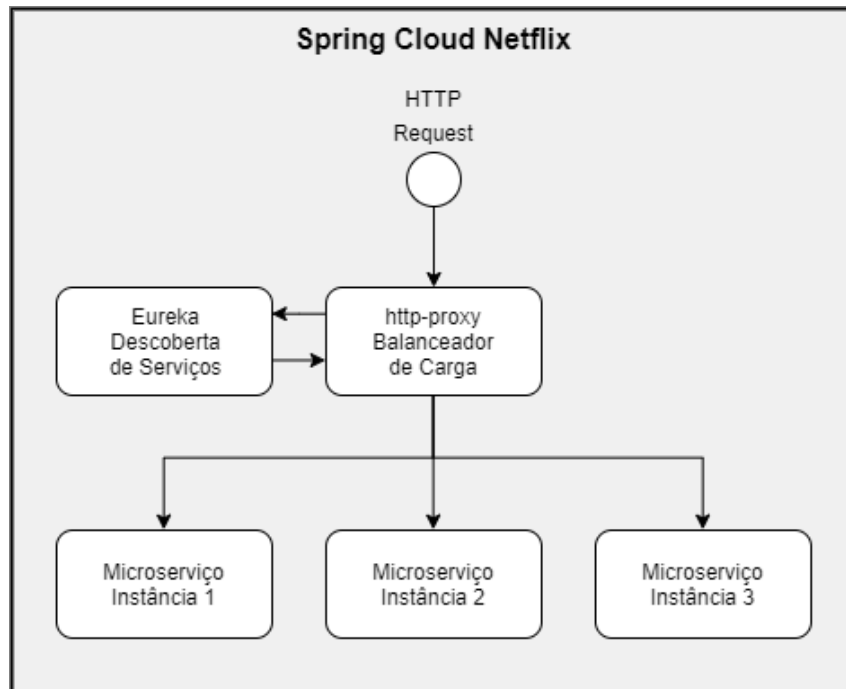 Spring Cloud Netflix
HTTP
Request
Eureka
Descoberta
de Serviços
http-proxy
Balanceador
de Carga
Microserviço
Instância 1
Microserviço
Instância 2
Microserviço
Instância 3